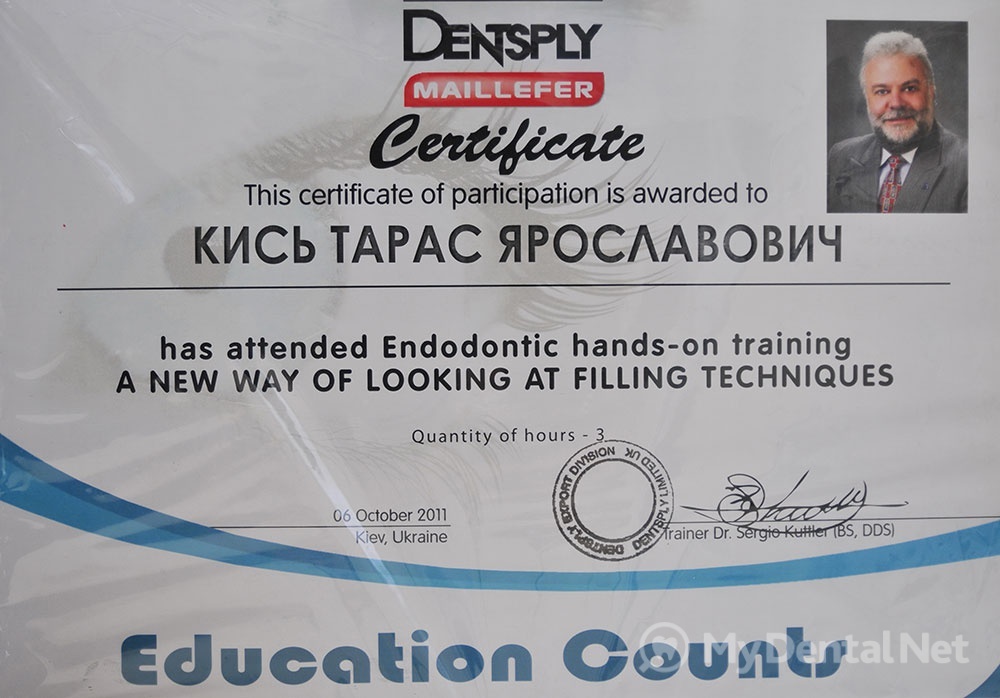 DENTSPLY
MAILLEFER
Certificate
This certificate of participation is awarded to
КИСЬ ТАРАС ЯРОСЛАВОВИЧ
has attended Endodontic hands-on training
A NEW WAY OF LOOKING AT FILLING TECHNIQUES
Quantity of hours - 3
DENTSPLY EXPORT DIVISION
DENTSPLY LIMITED UK
06 October 2011
Kiev, Ukraine
Trainer Dr. Sergio Kuttler (BS, DDS)
Education Counts
MyDentalNet